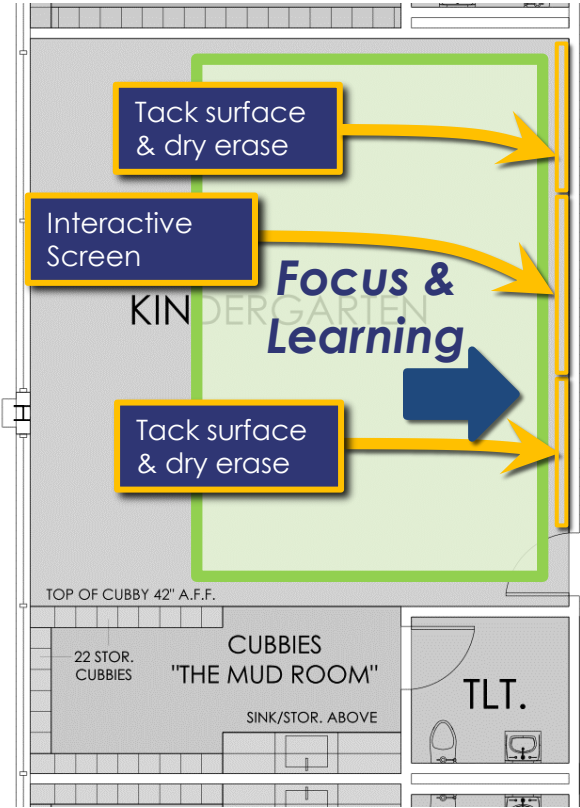 Tack surface
& dry erase
Interactive
Screen
Focus &
Learning
KINDERGARTEN
Tack surface
& dry erase
TOP OF CUBBY 42" A.F.F.
22 STOR.
CUBBIES
CUBBIES
"THE MUD ROOM"
SINK/STOR. ABOVE
TLT.